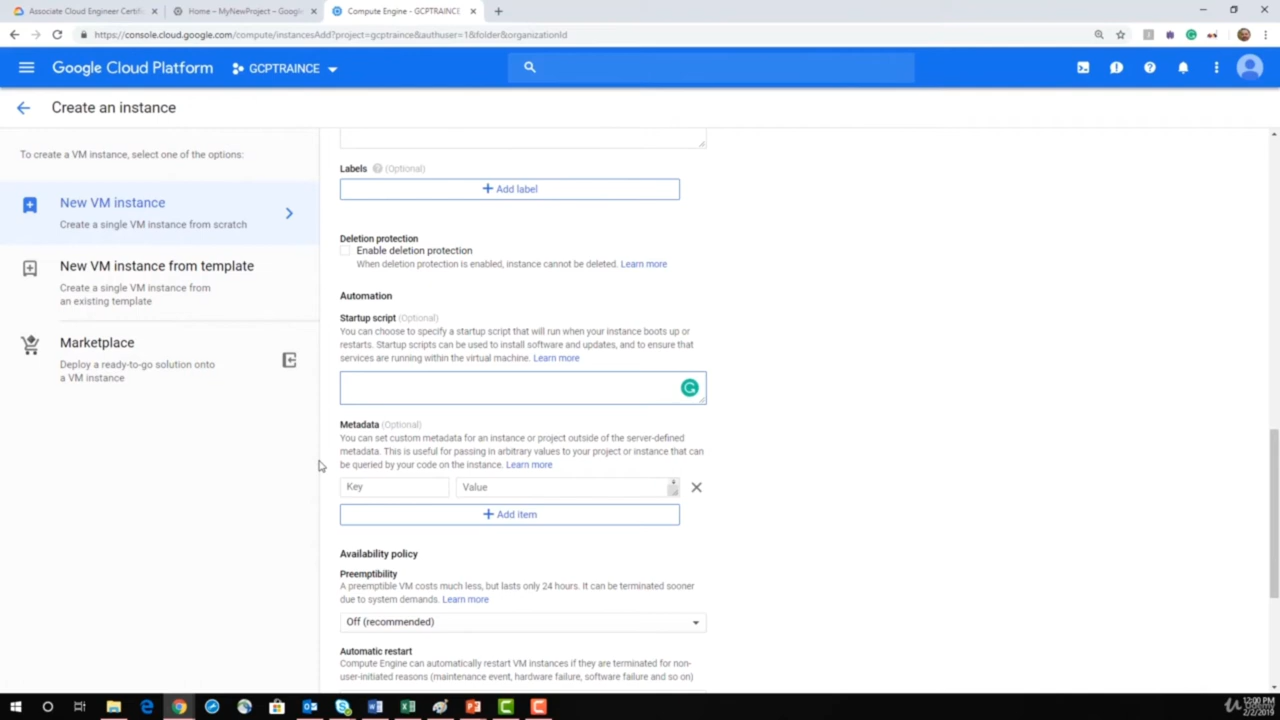 Associate Cloud Engineer Certifi
Home – MyNewProject – Google
Compute Engine - GCPTRAINCE
https://console.cloud.google.com/compute/instancesAdd?project=gcptraince&authuser=1&folder&organizationId
Google Cloud Platform
GCPTRAINCE
Create an instance
To create a VM instance, select one of the options:
New VM instance
Create a single VM instance from scratch
New VM instance from template
Create a single VM instance from
an existing template
Marketplace
Deploy a ready-to-go solution onto
a VM instance
Labels (Optional)
Add label
Deletion protection
Enable deletion protection
When deletion protection is enabled, instance cannot be deleted. Learn more
Automation
Startup script (Optional)
You can choose to specify a startup script that will run when your instance boots up or
restarts. Startup scripts can be used to install software and updates, and to ensure that
services are running within the virtual machine. Learn more
Metadata (Optional)
You can set custom metadata for an instance or project outside of the server-defined
metadata. This is useful for passing in arbitrary values to your project or instance that can
be queried by your code on the instance. Learn more
Key Value
Add item
Availability policy
Preemptibility
A preemptible VM costs much less, but lasts only 24 hours. It can be terminated sooner
due to system demands. Learn more
Off (recommended)
Automatic restart
Compute Engine can automatically restart VM instances if they are terminated for non-
user-initiated reasons (maintenance event, hardware failure, software failure and so on)
12:00 PM
2/2/2019
Udemy